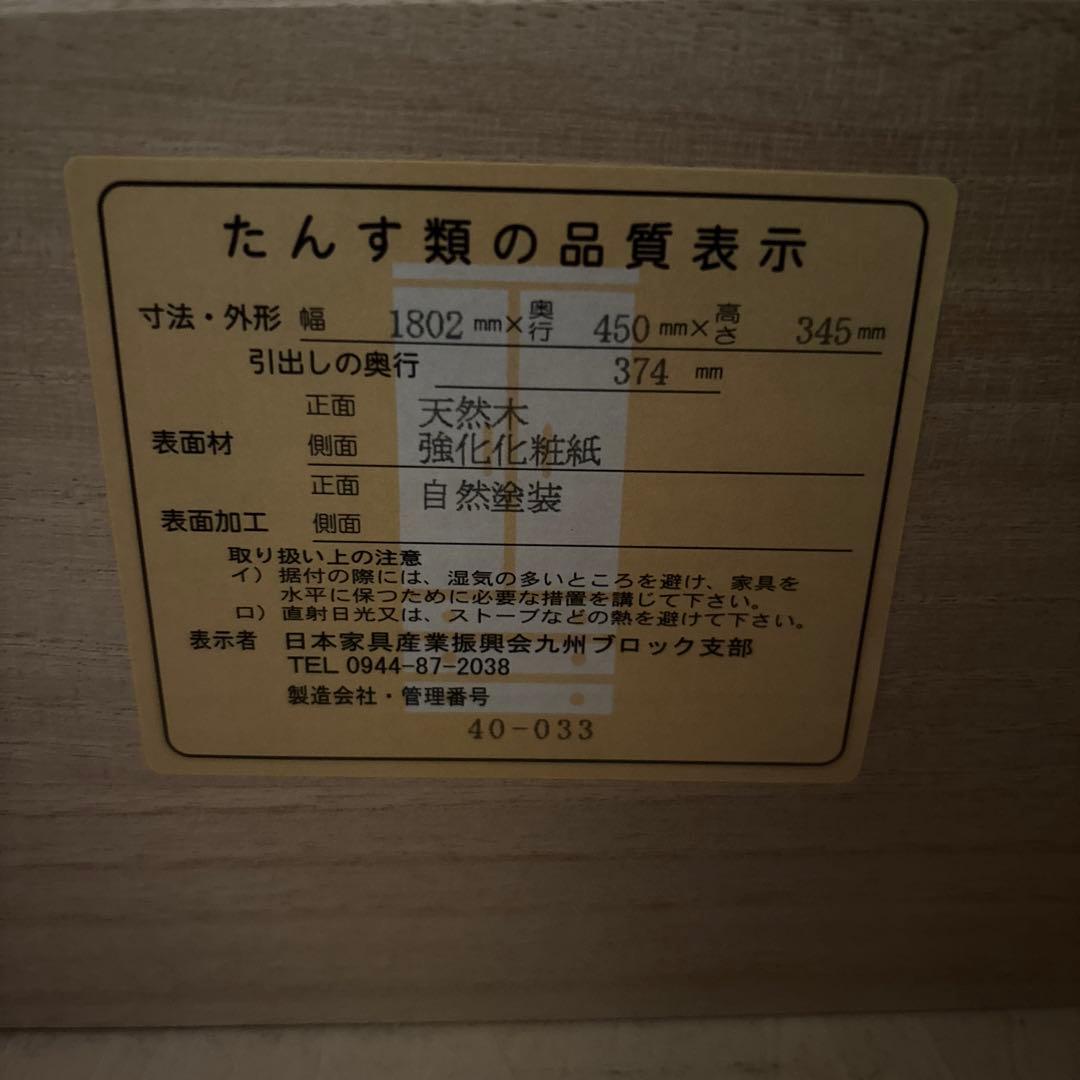 たんす類の品質表示
寸法・外形 幅 1802 mm×奥行 450 mm×高さ 345 mm
引出しの奥行 374 mm
正面 天然木
表面材 側面 強化化粧紙
正面 自然塗装
表面加工 側面
取り扱い上の注意
イ）据付の際には、湿気の多いところを避け、家具を
水平に保つために必要な措置を講じて下さい。
ロ）直射日光又は、ストーブなどの熱を避けて下さい。
表示者 日本家具産業振興会九州ブロック支部
TEL 0944-87-2038
製造会社・管理番号
40-033